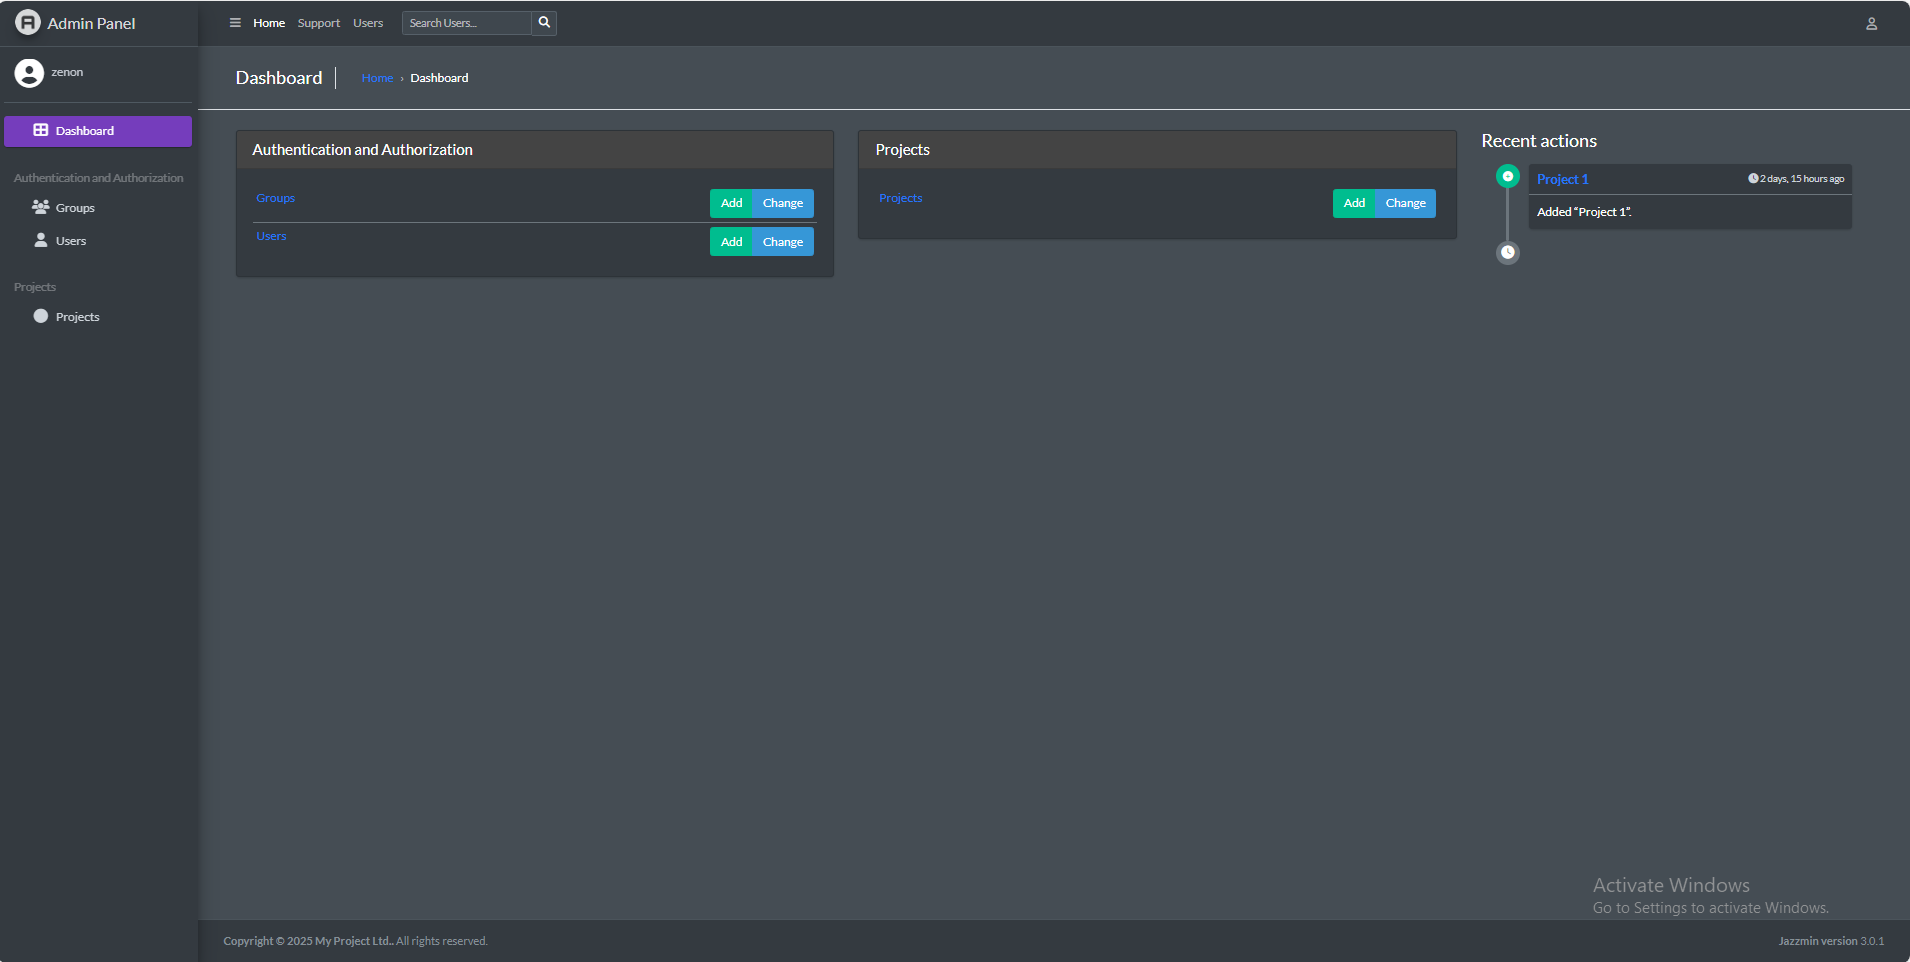 Admin Panel
Home Support Users Search Users...
zenon
Dashboard
Authentication and Authorization
Groups
Users
Projects
Projects
Dashboard Home › Dashboard
Authentication and Authorization
Groups Add Change
Users Add Change
Projects
Projects Add Change
Recent actions
Project 1 2 days, 15 hours ago
Added “Project 1”.
Activate Windows
Go to Settings to activate Windows.
Copyright © 2025 My Project Ltd.. All rights reserved.
Jazzmin version 3.0.1